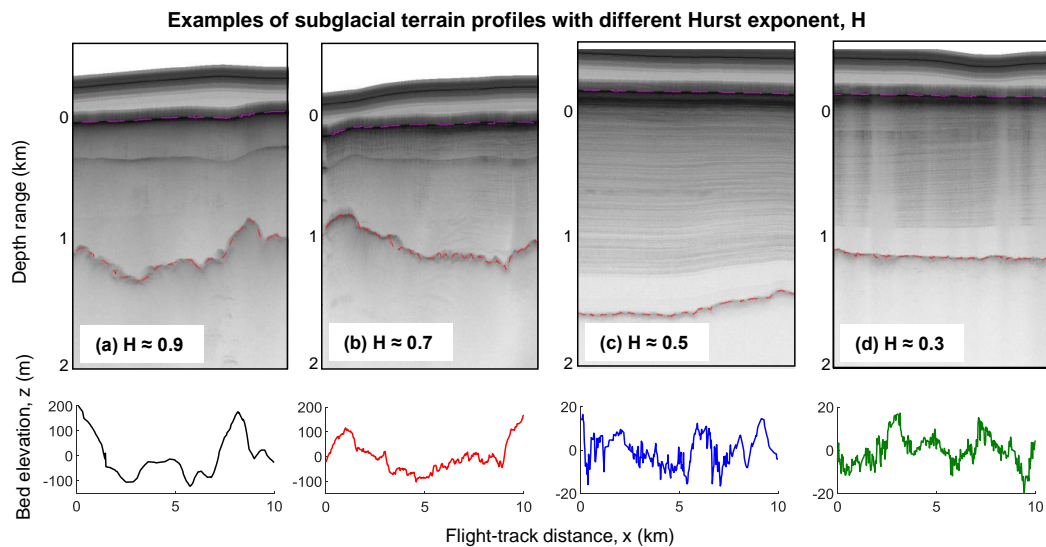 Examples of subglacial terrain profiles with different Hurst exponent, H
Depth range (km)
0
1
2
(a) H ≈ 0.9
0
1
2
(b) H ≈ 0.7
0
1
2
(c) H ≈ 0.5
0
1
2
(d) H ≈ 0.3
Bed elevation, z (m)
200
100
0
-100
0 5 10
200
100
0
-100
0 5 10
20
0
-20
0 5 10
20
0
-20
0 5 10
Flight-track distance, x (km)